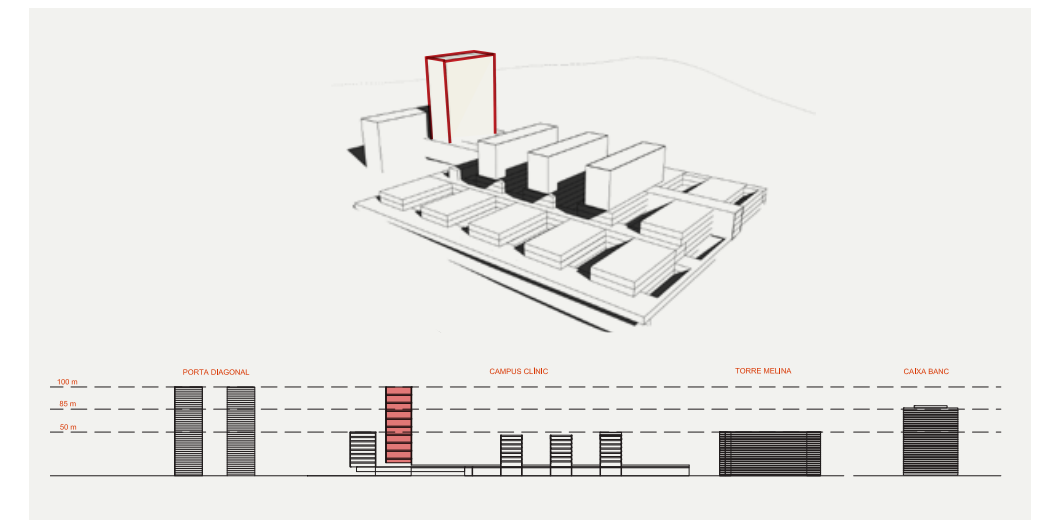 PORTA DIAGONAL
CAMPUS CLÍNIC
TORRE MELINA
CAIXA BANC
100 m
85 m
50 m